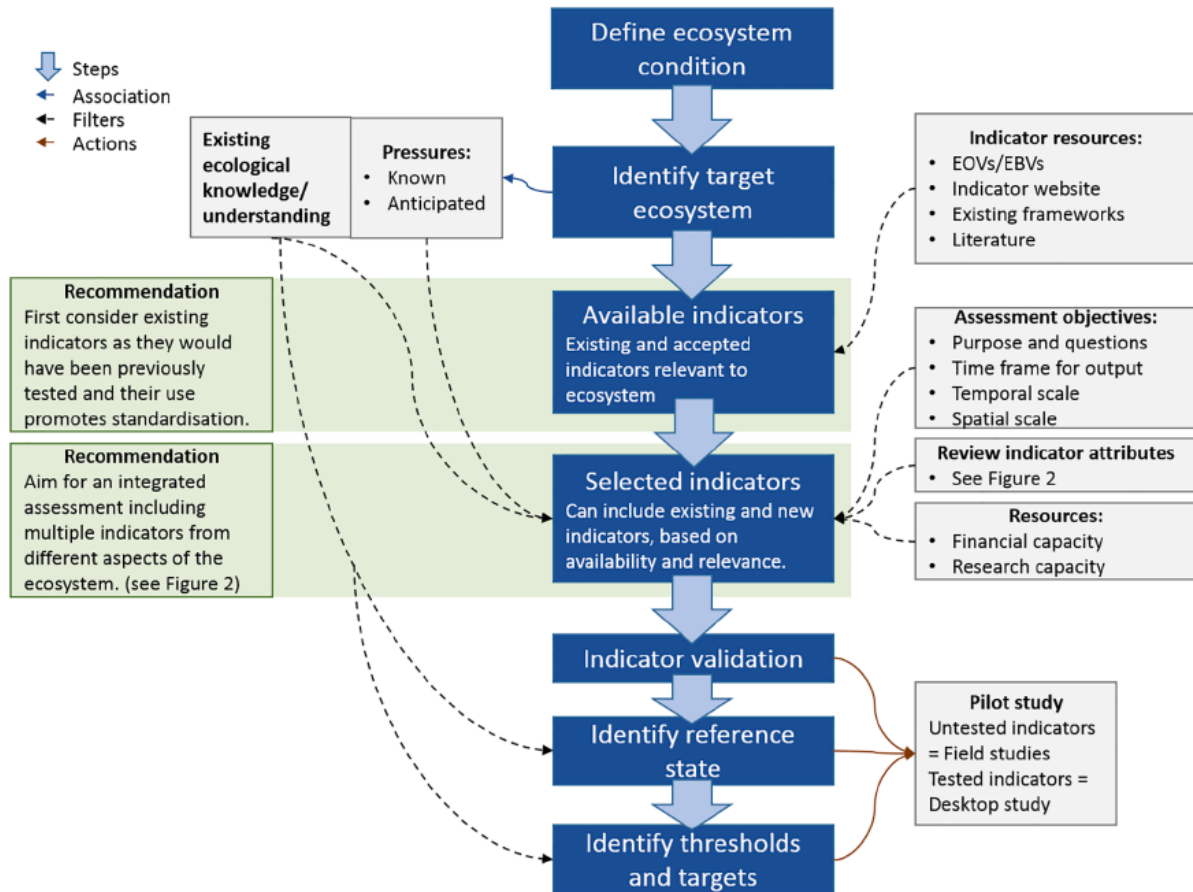 Define ecosystem
condition
Steps
Association
Filters
Actions
Existing
ecological
knowledge/
understanding
Pressures:
• Known
• Anticipated
Identify target
ecosystem
Indicator resources:
• EOVs/EBVs
• Indicator website
• Existing frameworks
• Literature
Recommendation
First consider existing
indicators as they would
have been previously
tested and their use
promotes standardisation.
Available indicators
Existing and accepted
indicators relevant to
ecosystem
Assessment objectives:
• Purpose and questions
• Time frame for output
• Temporal scale
• Spatial scale
Recommendation
Aim for an integrated
assessment including
multiple indicators from
different aspects of the
ecosystem. (see Figure 2)
Selected indicators
Can include existing and new
indicators, based on
availability and relevance.
Review indicator attributes
• See Figure 2
Resources:
• Financial capacity
• Research capacity
Indicator validation
Identify reference
state
Identify thresholds
and targets
Pilot study
Untested indicators
= Field studies
Tested indicators =
Desktop study